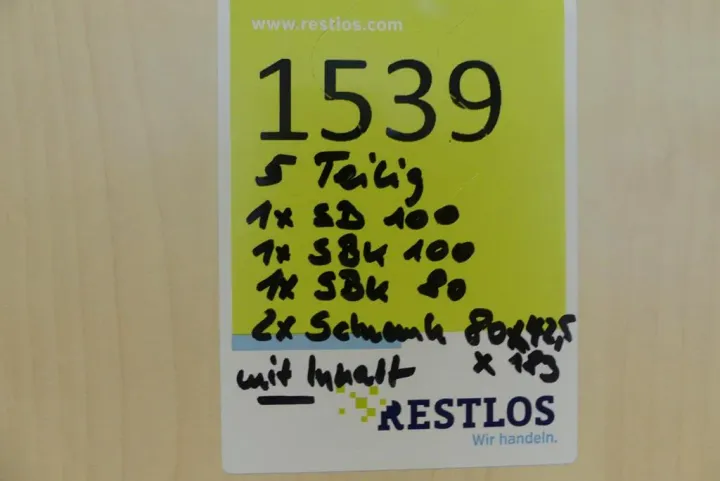 www.restlos.com
1539
5 Teilig
1x SD 100
1x SBK 100
1x SBK 80
2x Schrank 80x42,5
x 183
mit Inhalt
RESTLOS
Wir handeln.